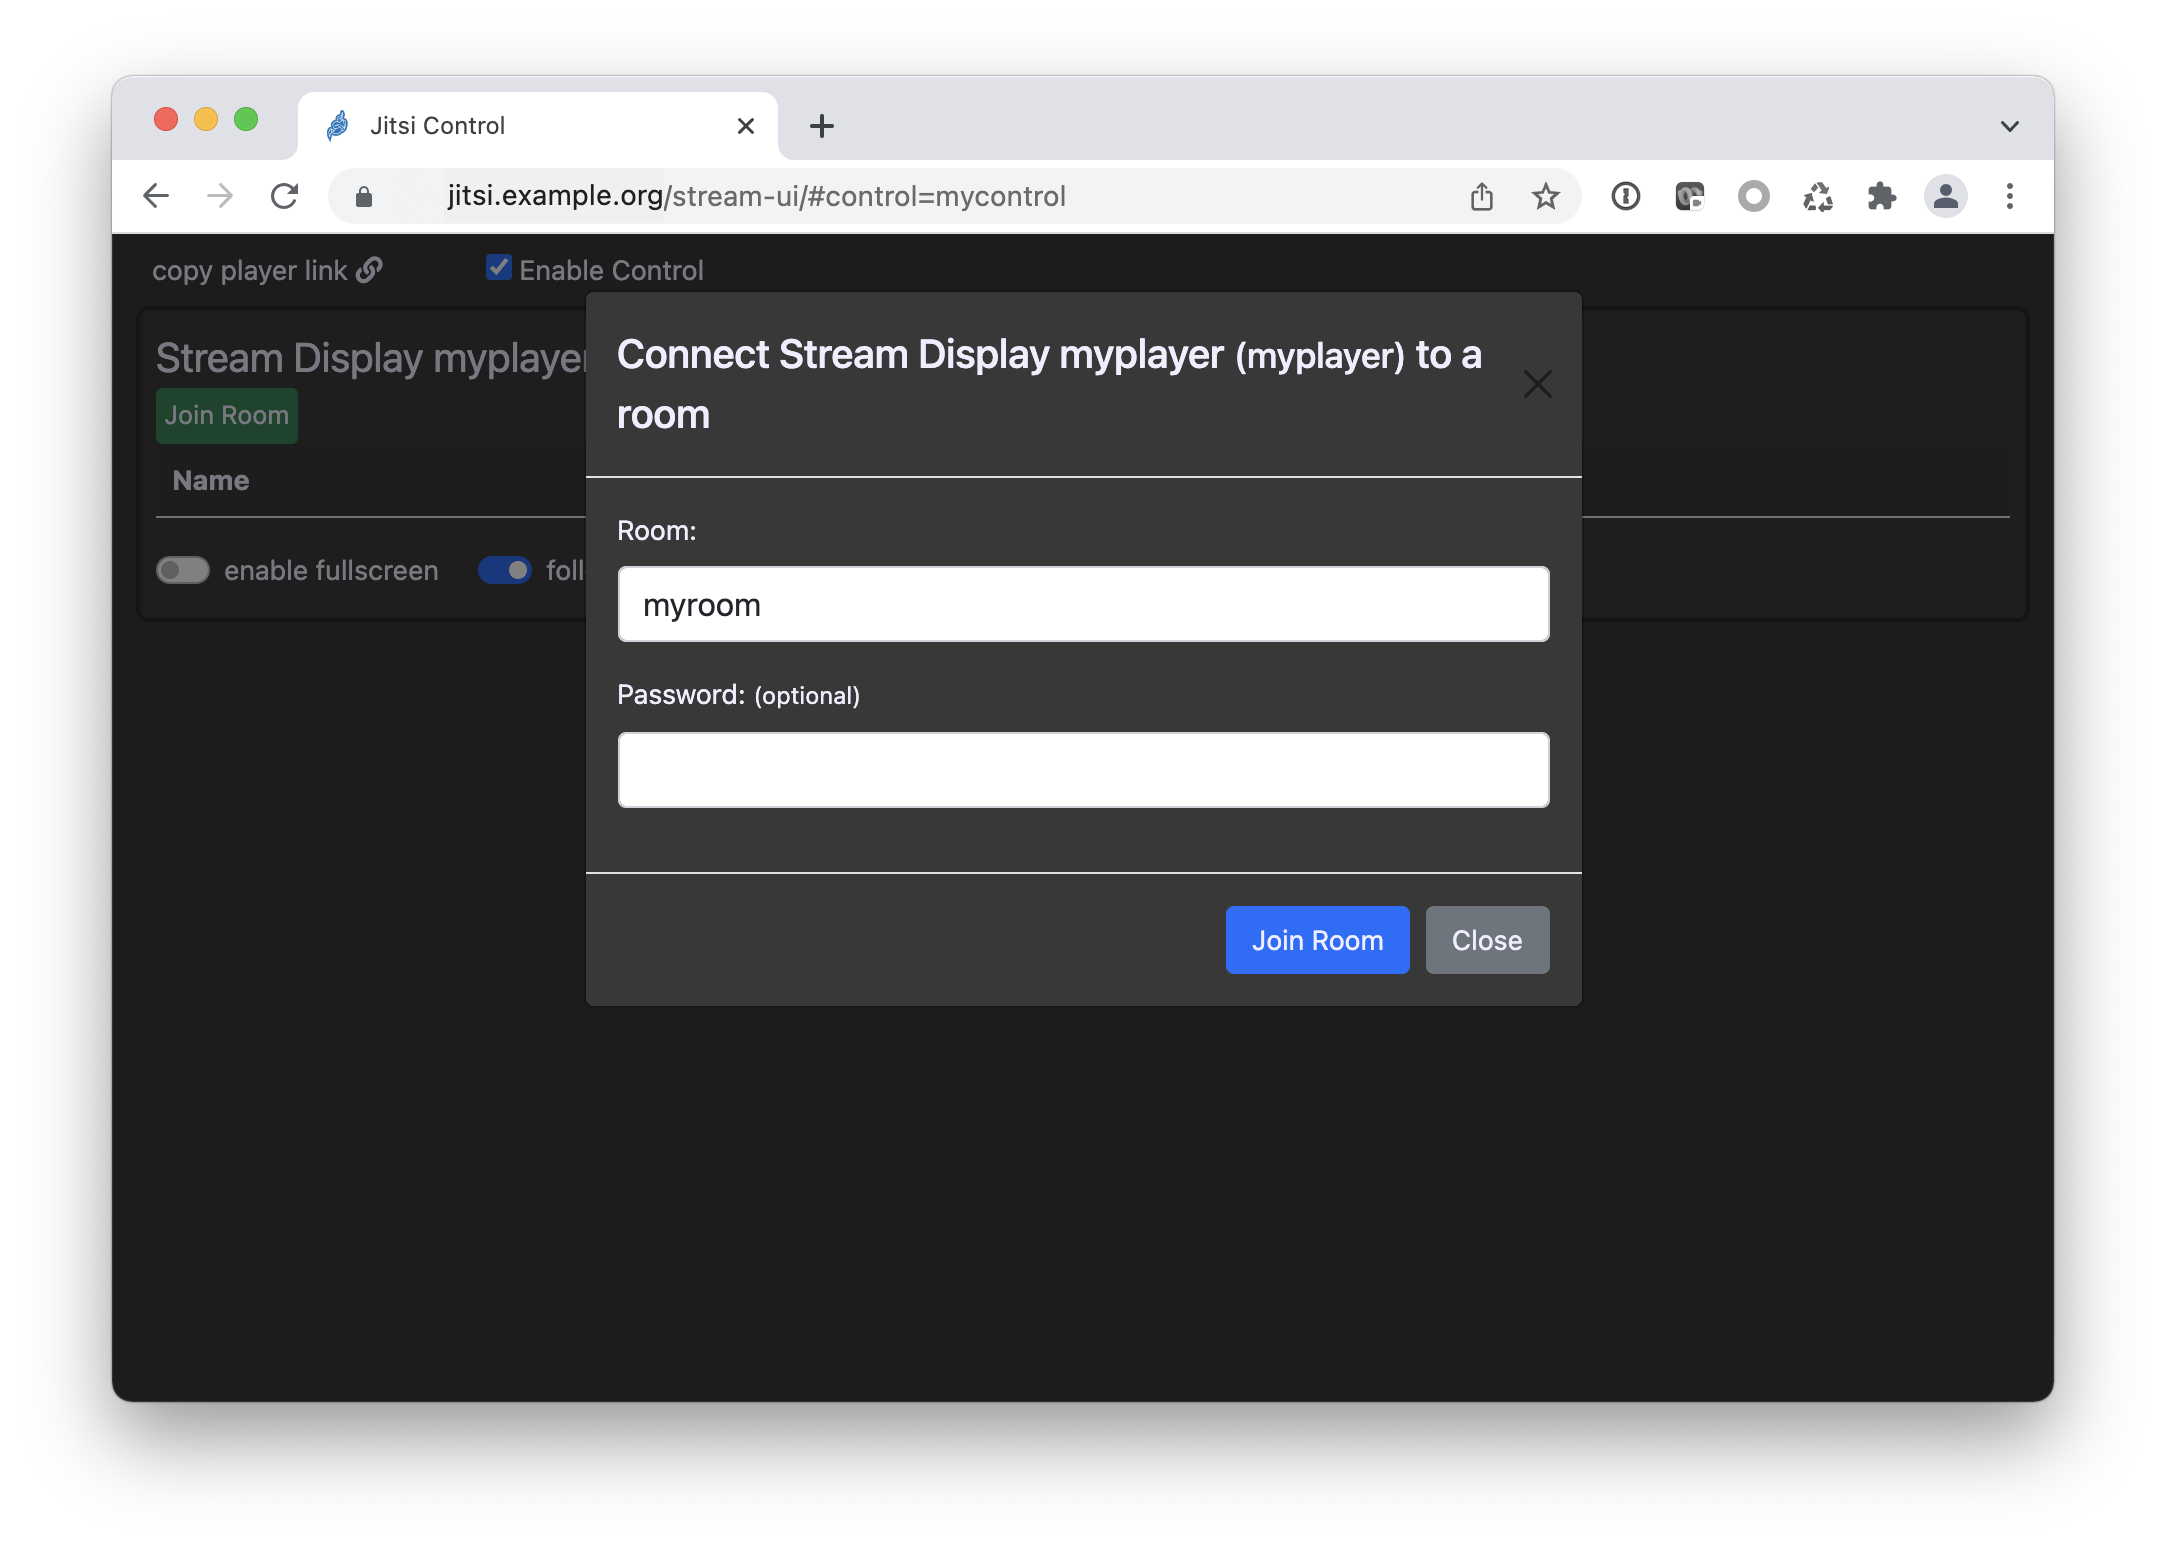 Jitsi Control
jitsi.example.org/stream-ui/#control=mycontrol
copy player link
Enable Control
Stream Display myplayer
Join Room
Name
enable fullscreen
foll
Connect Stream Display myplayer (myplayer) to a
room
Room:
myroom
Password: (optional)
Join Room
Close